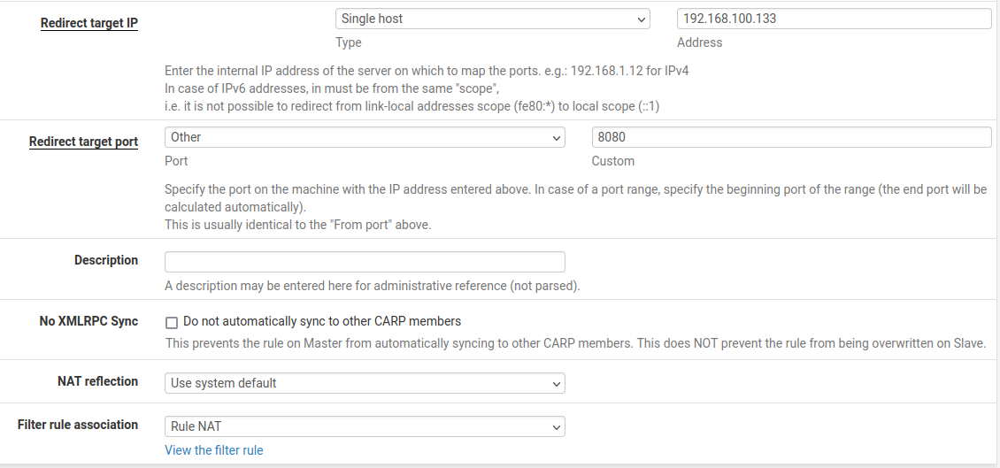 Redirect target IP
Single host
192.168.100.133
Type
Address
Enter the internal IP address of the server on which to map the ports. e.g.: 192.168.1.12 for IPv4
In case of IPv6 addresses, in must be from the same "scope",
i.e. it is not possible to redirect from link-local addresses scope (fe80:*) to local scope (::1)
Redirect target port
Other
8080
Port
Custom
Specify the port on the machine with the IP address entered above. In case of a port range, specify the beginning port of the range (the end port will be
calculated automatically).
This is usually identical to the "From port" above.
Description
A description may be entered here for administrative reference (not parsed).
No XMLRPC Sync
Do not automatically sync to other CARP members
This prevents the rule on Master from automatically syncing to other CARP members. This does NOT prevent the rule from being overwritten on Slave.
NAT reflection
Use system default
Filter rule association
Rule NAT
View the filter rule